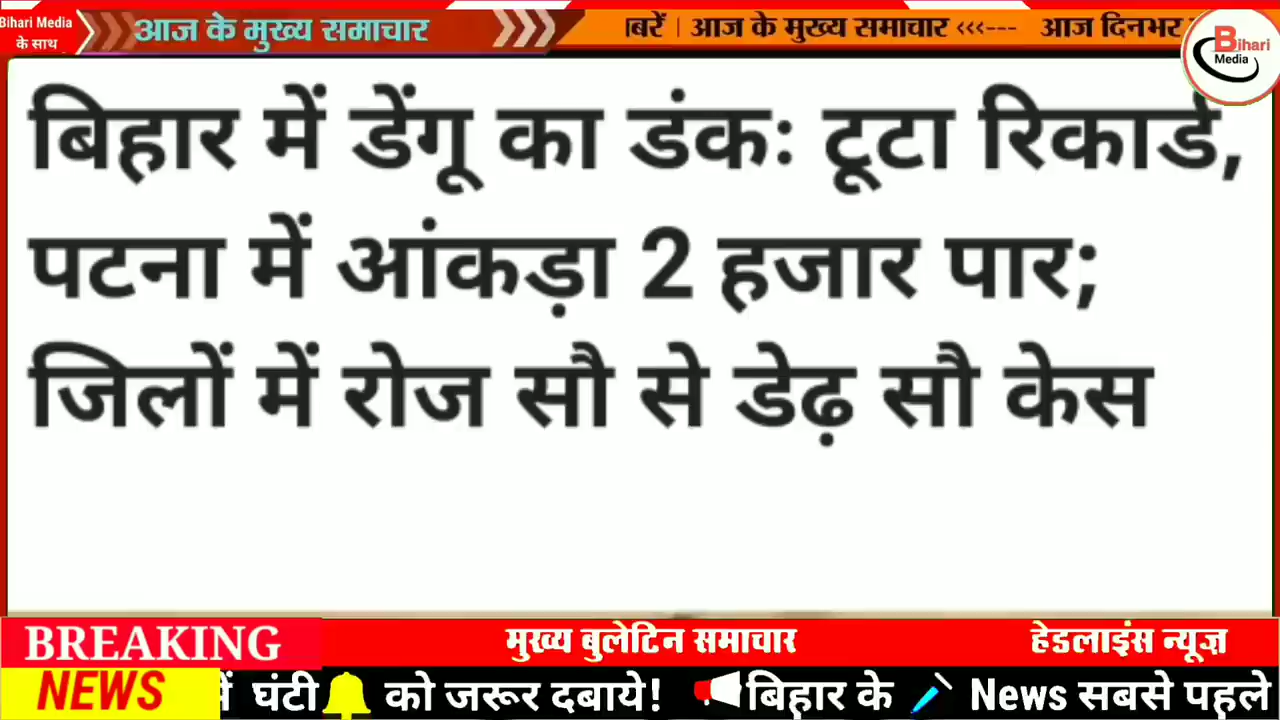 Bihari Media
के साथ
आज के मुख्य समाचार
आज के मुख्य समाचार <<<--- आज दिनभर
Bihari
Media
बिहार में डेंगू का डंकः टूटा रिकार्ड,
पटना में आंकड़ा 2 हजार पार;
जिलों में रोज सौ से डेढ़ सौ केस
BREAKING
NEWS
मुख्य बुलेटिन समाचार हेडलाइंस न्यूज़
घंटी 🔔 को जरूर दबाये! 📢 बिहार के News सबसे पहले